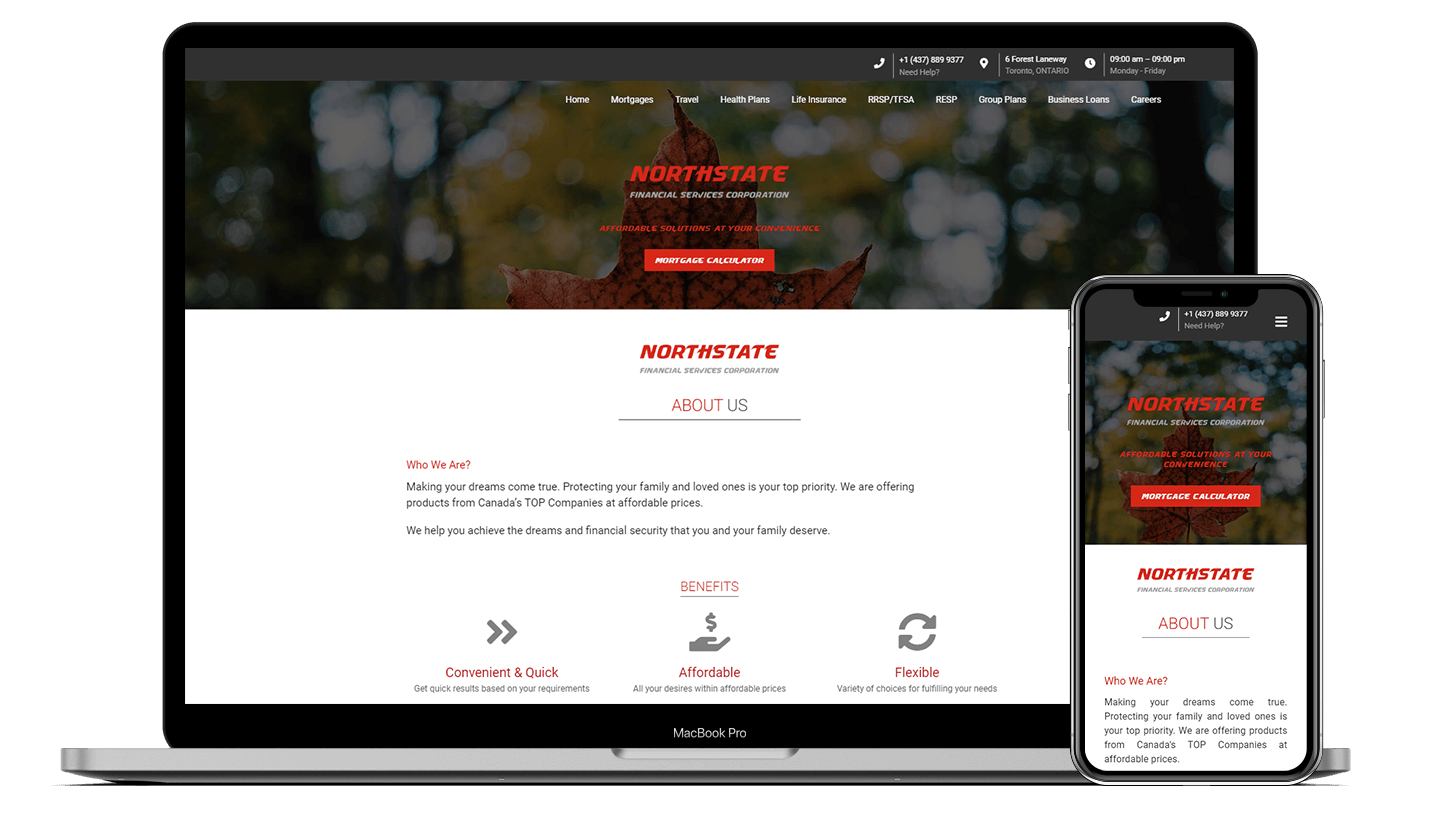 +1 (437) 889 9377
Need Help?
6 Forest Laneway
Toronto, ONTARIO
09:00 am – 09:00 pm
Monday - Friday
Home Mortgages Travel Health Plans Life Insurance RRSP/TFSA RESP Group Plans Business Loans Careers
NORTHSTATE
FINANCIAL SERVICES CORPORATION
AFFORDABLE SOLUTIONS AT YOUR CONVENIENCE
MORTGAGE CALCULATOR
NORTHSTATE
FINANCIAL SERVICES CORPORATION
ABOUT US
Who We Are?
Making your dreams come true. Protecting your family and loved ones is your top priority. We are offering
products from Canada's TOP Companies at affordable prices.
We help you achieve the dreams and financial security that you and your family deserve.
BENEFITS
Convenient & Quick
Get quick results based on your requirements
Affordable
All your desires within affordable prices
Flexible
Variety of choices for fulfilling your needs
MacBook Pro
+1 (437) 889 9377
Need Help?
NORTHSTATE
FINANCIAL SERVICES CORPORATION
AFFORDABLE SOLUTIONS AT YOUR
CONVENIENCE
MORTGAGE CALCULATOR
NORTHSTATE
FINANCIAL SERVICES CORPORATION
ABOUT US
Who We Are?
Making your dreams come true.
Protecting your family and loved ones is
your top priority. We are offering products
from Canada's TOP Companies at
affordable prices.